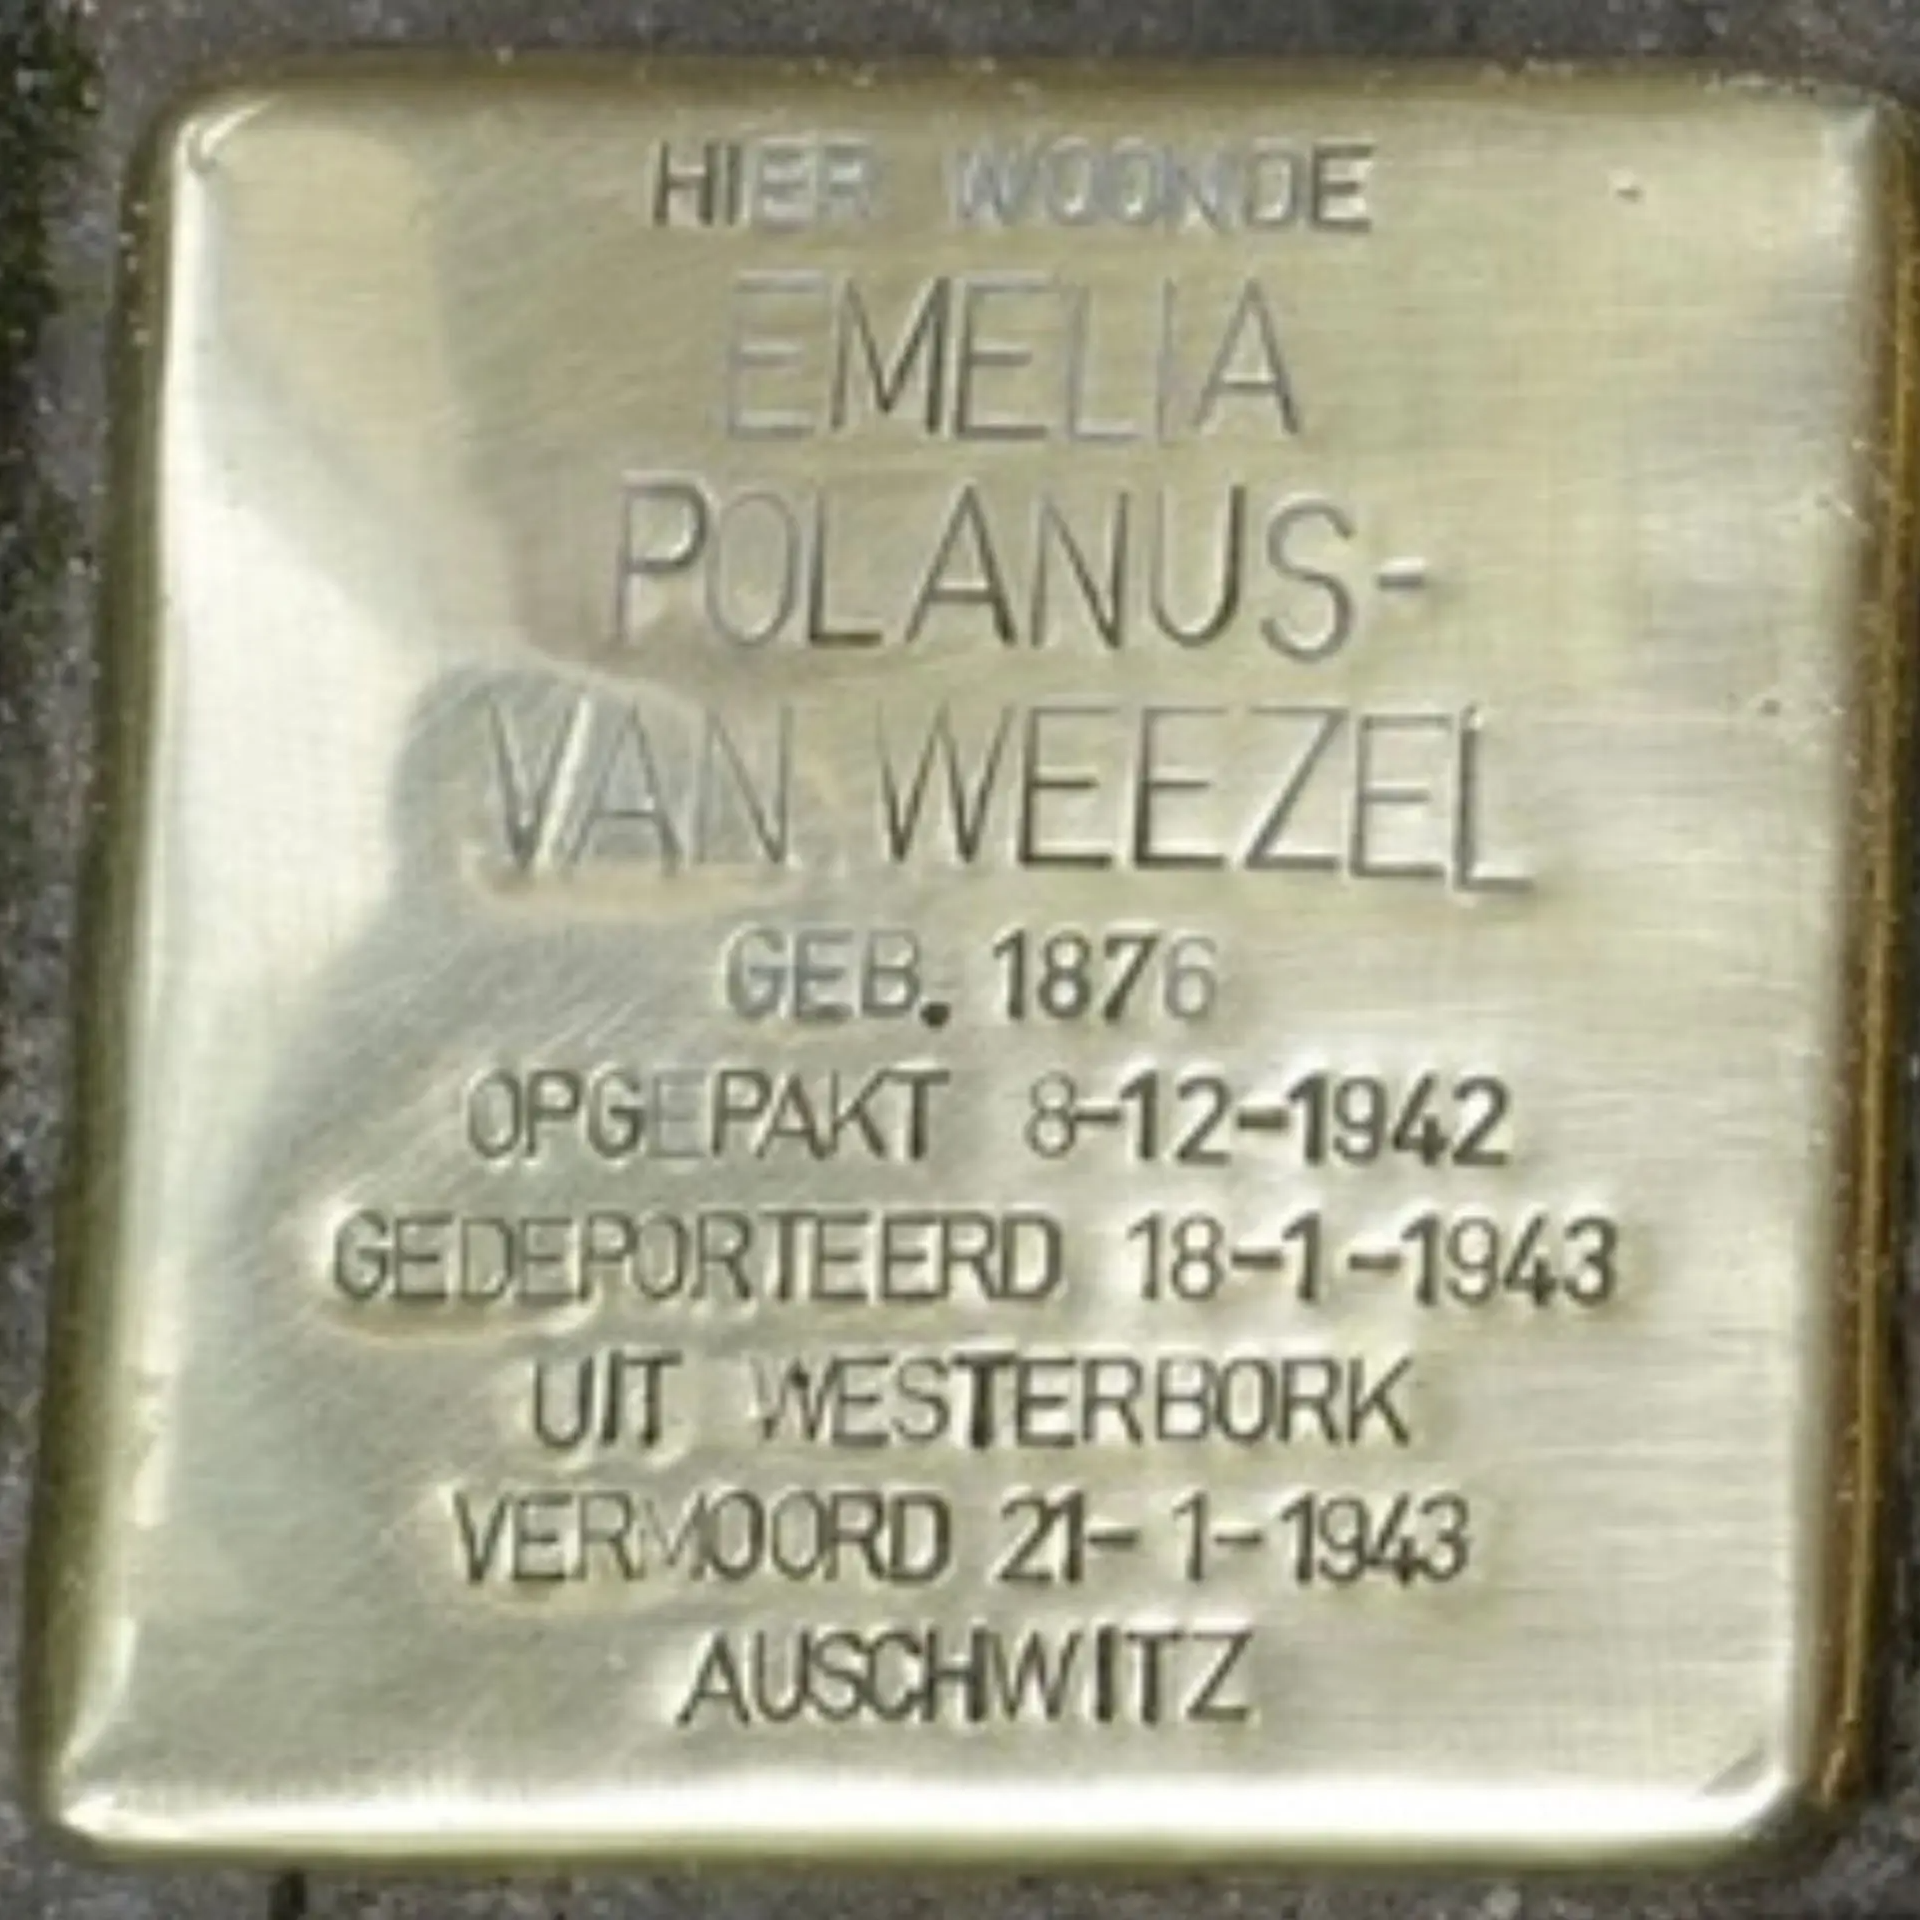 HIER WOONDE
EMELIA
POLANUS-
VAN WEEZEL
GEB. 1876
OPGEPAKT 8-12-1942
GEDEPORTEERD 18-1-1943
UIT WESTERBORK
VERMOORD 21-1-1943
AUSCHWITZ